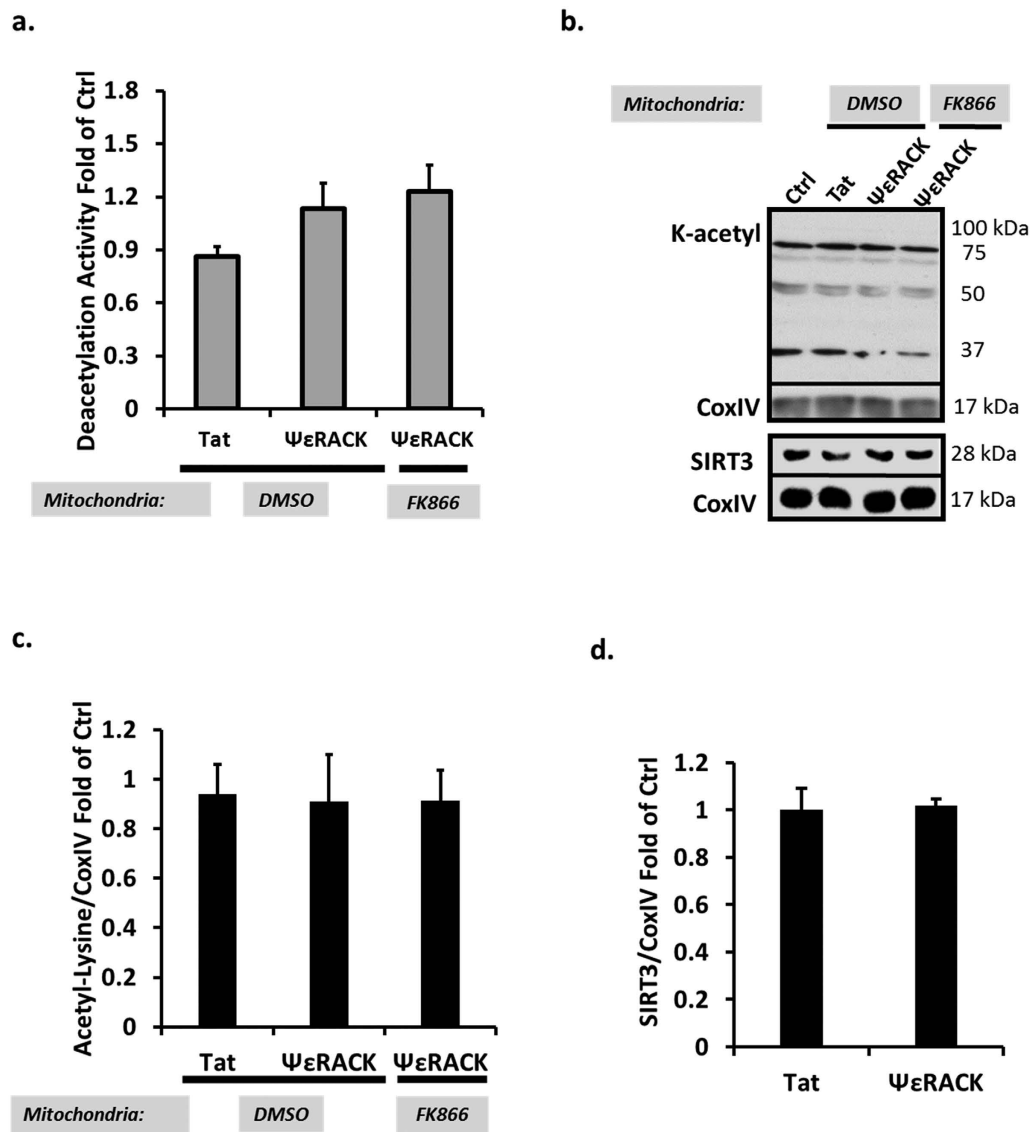 a.
Deacetylation Activity Fold of Ctrl
1.8
1.5
1.2
0.9
0.6
0.3
0
Tat ΨεRACK ΨεRACK
Mitochondria: DMSO FK866
b.
Mitochondria: DMSO FK866
Ctrl Tat ΨεRACK ΨεRACK
K-acetyl
100 kDa
75
50
37
CoxIV 17 kDa
SIRT3 28 kDa
CoxIV 17 kDa
c.
Acetyl-Lysine/CoxIV Fold of Ctrl
1.2
1
0.8
0.6
0.4
0.2
0
Tat ΨεRACK ΨεRACK
Mitochondria: DMSO FK866
d.
SIRT3/CoxIV Fold of Ctrl
1.2
1
0.8
0.6
0.4
0.2
0
Tat ΨεRACK